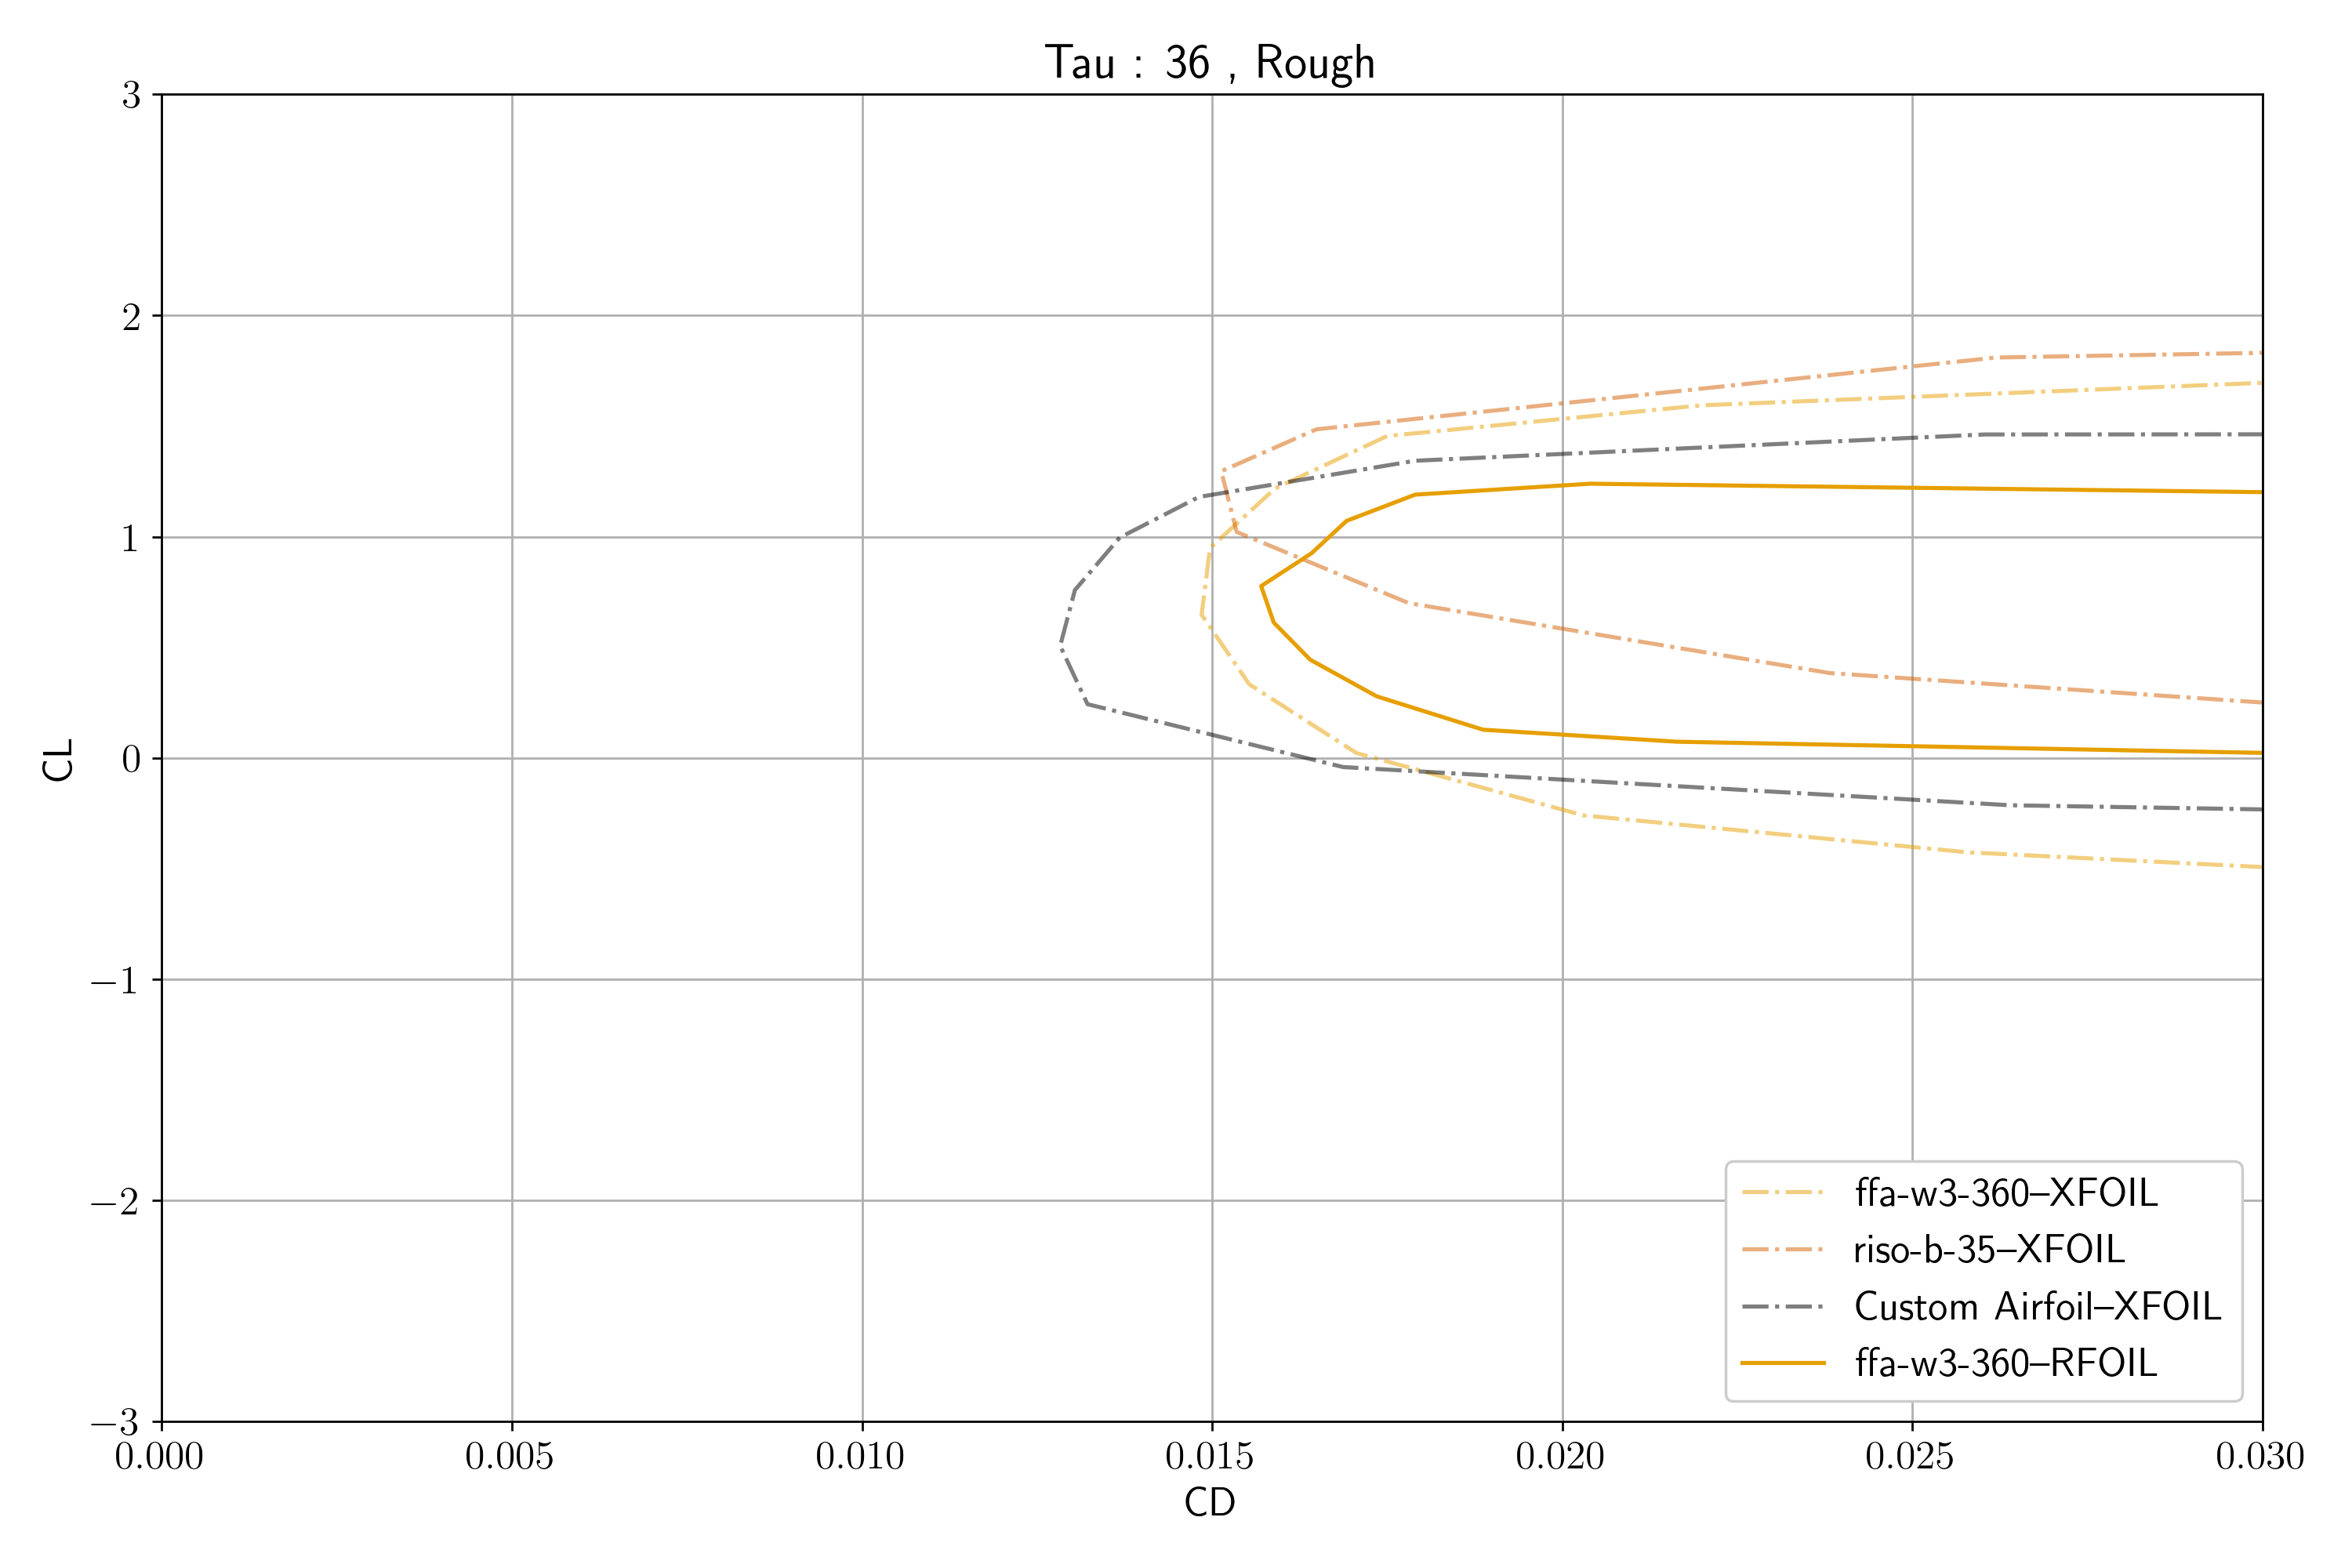 Tau : 36 , Rough
3
2
1
0
−1
−2
−3
CL
0.000 0.005 0.010 0.015 0.020 0.025 0.030
CD
ffa-w3-360–XFOIL
riso-b-35–XFOIL
Custom Airfoil–XFOIL
ffa-w3-360–RFOIL